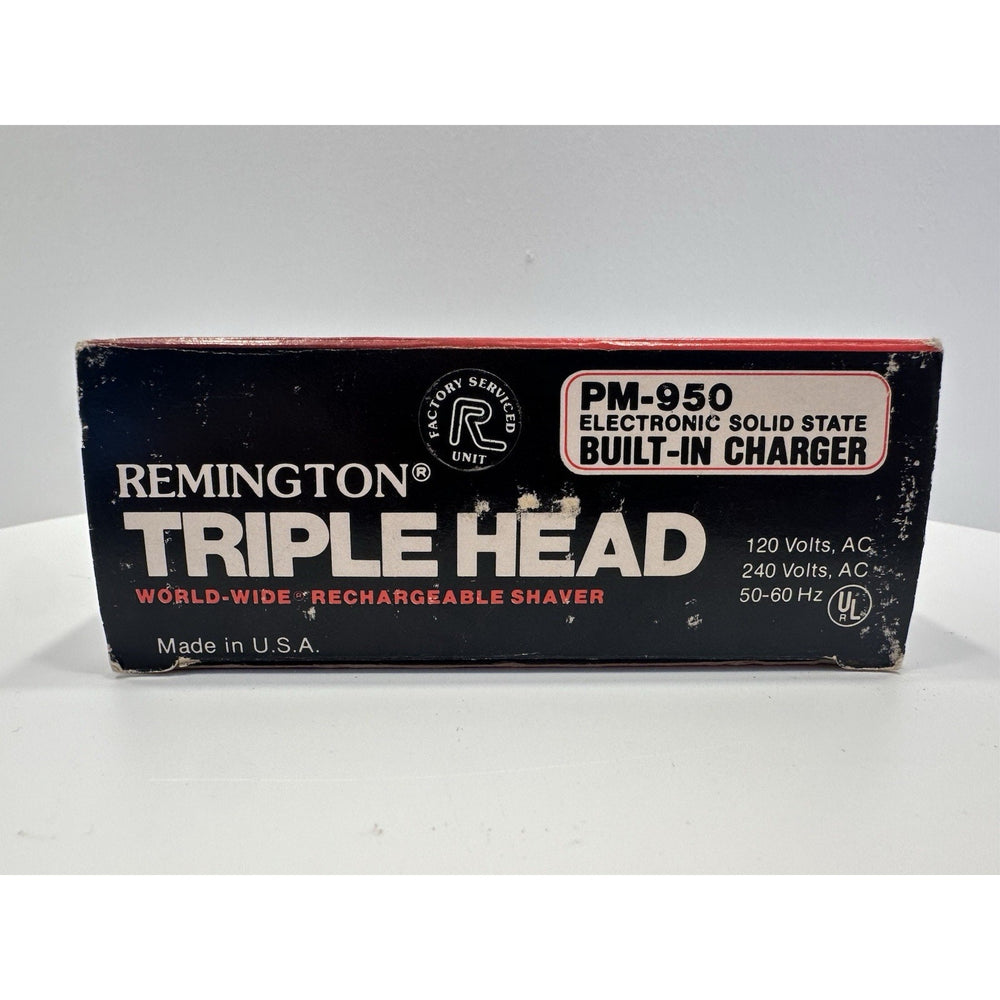 FACTORY SERVICED
R
UNIT
PM-950
ELECTRONIC SOLID STATE
BUILT-IN CHARGER
REMINGTON®
TRIPLE HEAD
WORLD-WIDE® RECHARGEABLE SHAVER
120 Volts, AC
240 Volts, AC
50-60 Hz
UL
R
Made in U.S.A.